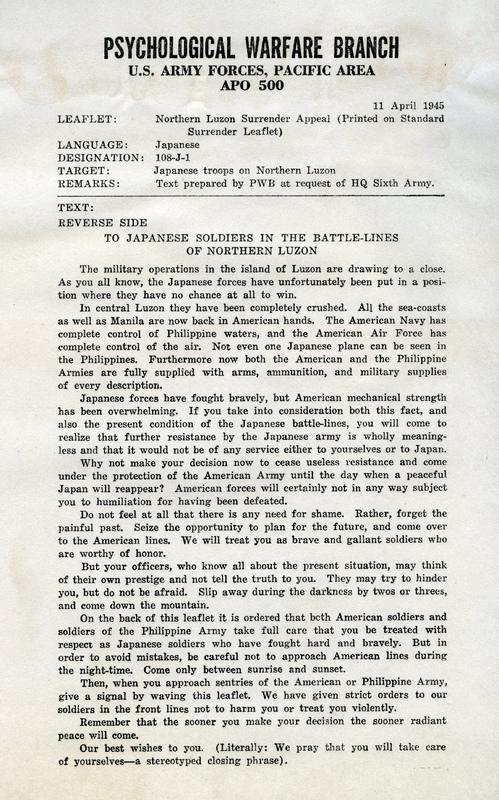 PSYCHOLOGICAL WARFARE BRANCH
U.S. ARMY FORCES, PACIFIC AREA
APO 500
11 April 1945
LEAFLET: Northern Luzon Surrender Appeal (Printed on Standard
Surrender Leaflet)
LANGUAGE: Japanese
DESIGNATION: 108-J-1
TARGET: Japanese troops on Northern Luzon
REMARKS: Text prepared by PWB at request of HQ Sixth Army.
TEXT:
REVERSE SIDE
TO JAPANESE SOLDIERS IN THE BATTLE-LINES
OF NORTHERN LUZON
The military operations in the island of Luzon are drawing to a close.
As you all know, the Japanese forces have unfortunately been put in a posi-
tion where they have no chance at all to win.
In central Luzon they have been completely crushed. All the sea-coasts
as well as Manila are now back in American hands. The American Navy has
complete control of Philippine waters, and the American Air Force has
complete control of the air. Not even one Japanese plane can be seen in
the Philippines. Furthermore now both the American and the Philippine
Armies are fully supplied with arms, ammunition, and military supplies
of every description.
Japanese forces have fought bravely, but American mechanical strength
has been overwhelming. If you take into consideration both this fact, and
also the present condition of the Japanese battle-lines, you will come to
realize that further resistance by the Japanese army is wholly meaning-
less and that it would not be of any service either to yourselves or to Japan.
Why not make your decision now to cease useless resistance and come
under the protection of the American Army until the day when a peaceful
Japan will reappear? American forces will certainly not in any way subject
you to humiliation for having been defeated.
Do not feel at all that there is any need for shame. Rather, forget the
painful past. Seize the opportunity to plan for the future, and come over
to the American lines. We will treat you as brave and gallant soldiers who
are worthy of honor.
But your officers, who know all about the present situation, may think
of their own prestige and not tell the truth to you. They may try to hinder
you, but do not be afraid. Slip away during the darkness by twos or threes,
and come down the mountain.
On the back of this leaflet it is ordered that both American soldiers and
soldiers of the Philippine Army take full care that you be treated with
respect as Japanese soldiers who have fought hard and bravely. But in
order to avoid mistakes, be careful not to approach American lines during
the night-time. Come only between sunrise and sunset.
Then, when you approach sentries of the American or Philippine Army,
give a signal by waving this leaflet. We have given strict orders to our
soldiers in the front lines not to harm you or treat you violently.
Remember that the sooner you make your decision the sooner radiant
peace will come.
Our best wishes to you. (Literally: We pray that you will take care
of yourselves—a stereotyped closing phrase).